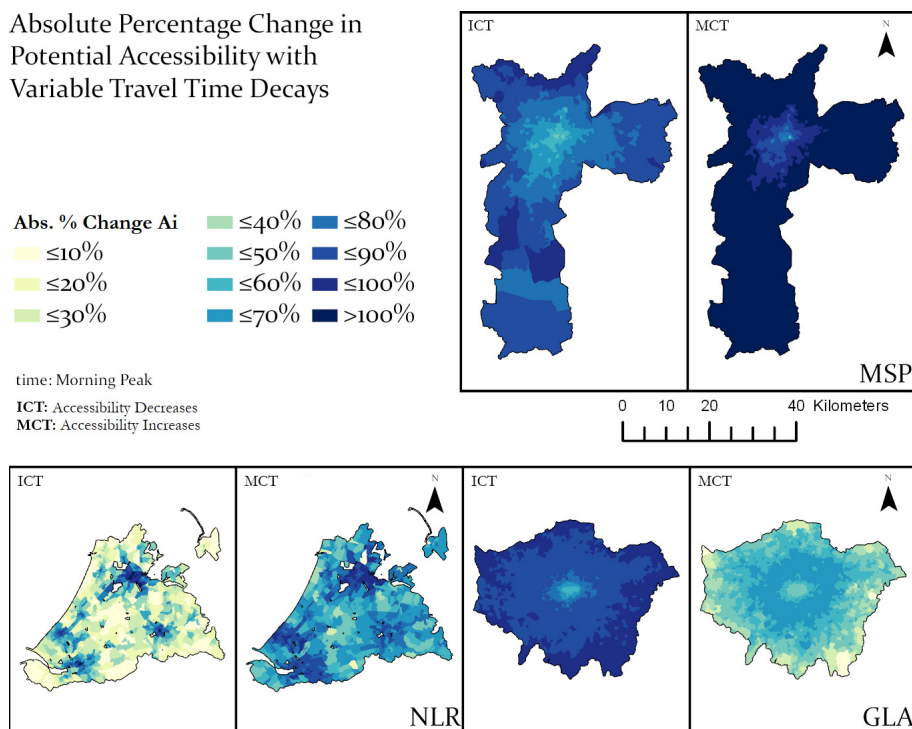 Absolute Percentage Change in
Potential Accessibility with
Variable Travel Time Decays
Abs. % Change Ai
≤10%
≤20%
≤30%
≤40%
≤50%
≤60%
≤70%
≤80%
≤90%
≤100%
>100%
time: Morning Peak
ICT: Accessibility Decreases
MCT: Accessibility Increases
ICT
MCT
N
MSP
0 10 20 40 Kilometers
ICT
MCT
N
NLR
ICT
MCT
N
GLA